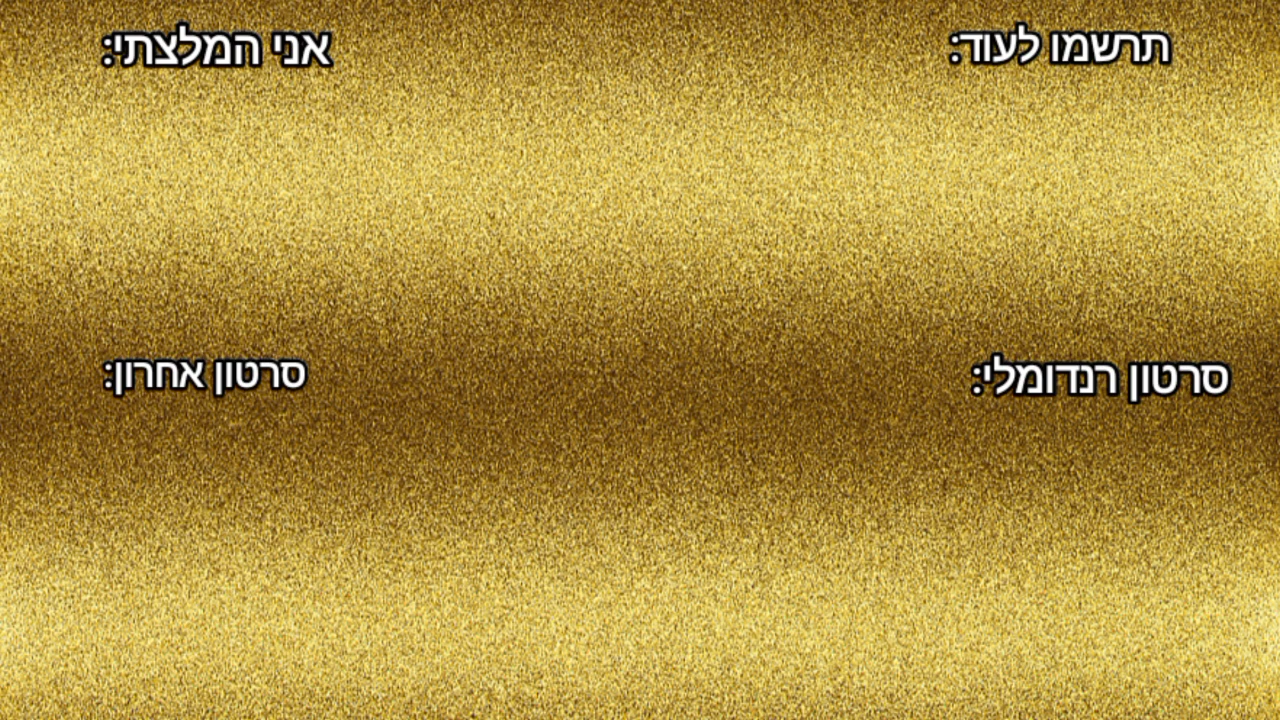 תרשמו לעוד:
אני המלצתי:
סרטון רנדומלי:
סרטון אחרון: